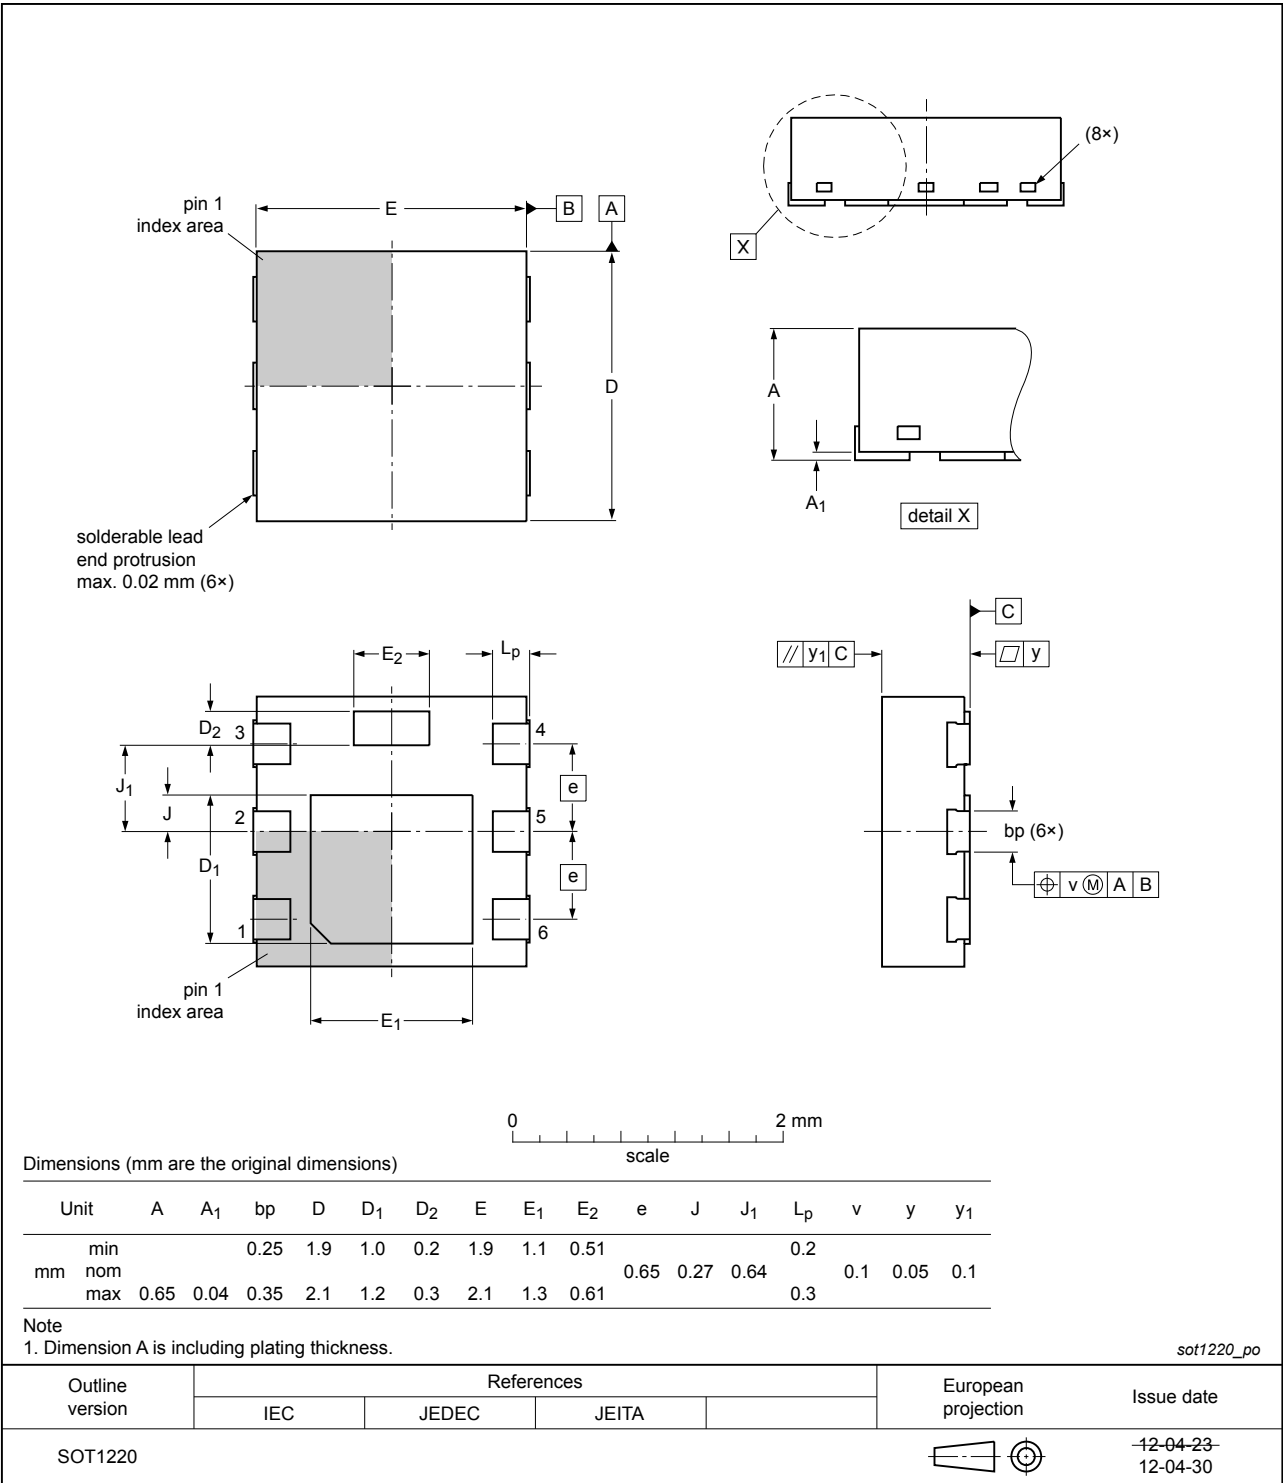 (8×)
pin 1
index area
E
B
A
X
D
A
A1
detail X
solderable lead
end protrusion
max. 0.02 mm (6×)
C
// y1 C
y
E2
Lp
D2
3
4
J1
e
J
2
5
bp (6×)
D1
e
v M A B
1
6
pin 1
index area
E1
0
2 mm
scale
Dimensions (mm are the original dimensions)
Unit A A1 bp D D1 D2 E E1 E2 e J J1 Lp v y y1
min 0.25 1.9 1.0 0.2 1.9 1.1 0.51 0.2
mm nom 0.65 0.27 0.64 0.1 0.05 0.1
max 0.65 0.04 0.35 2.1 1.2 0.3 2.1 1.3 0.61 0.3
Note
1. Dimension A is including plating thickness.
sot1220_po
Outline
version
References
IEC JEDEC JEITA
European
projection
Issue date
SOT1220
12-04-23
12-04-30